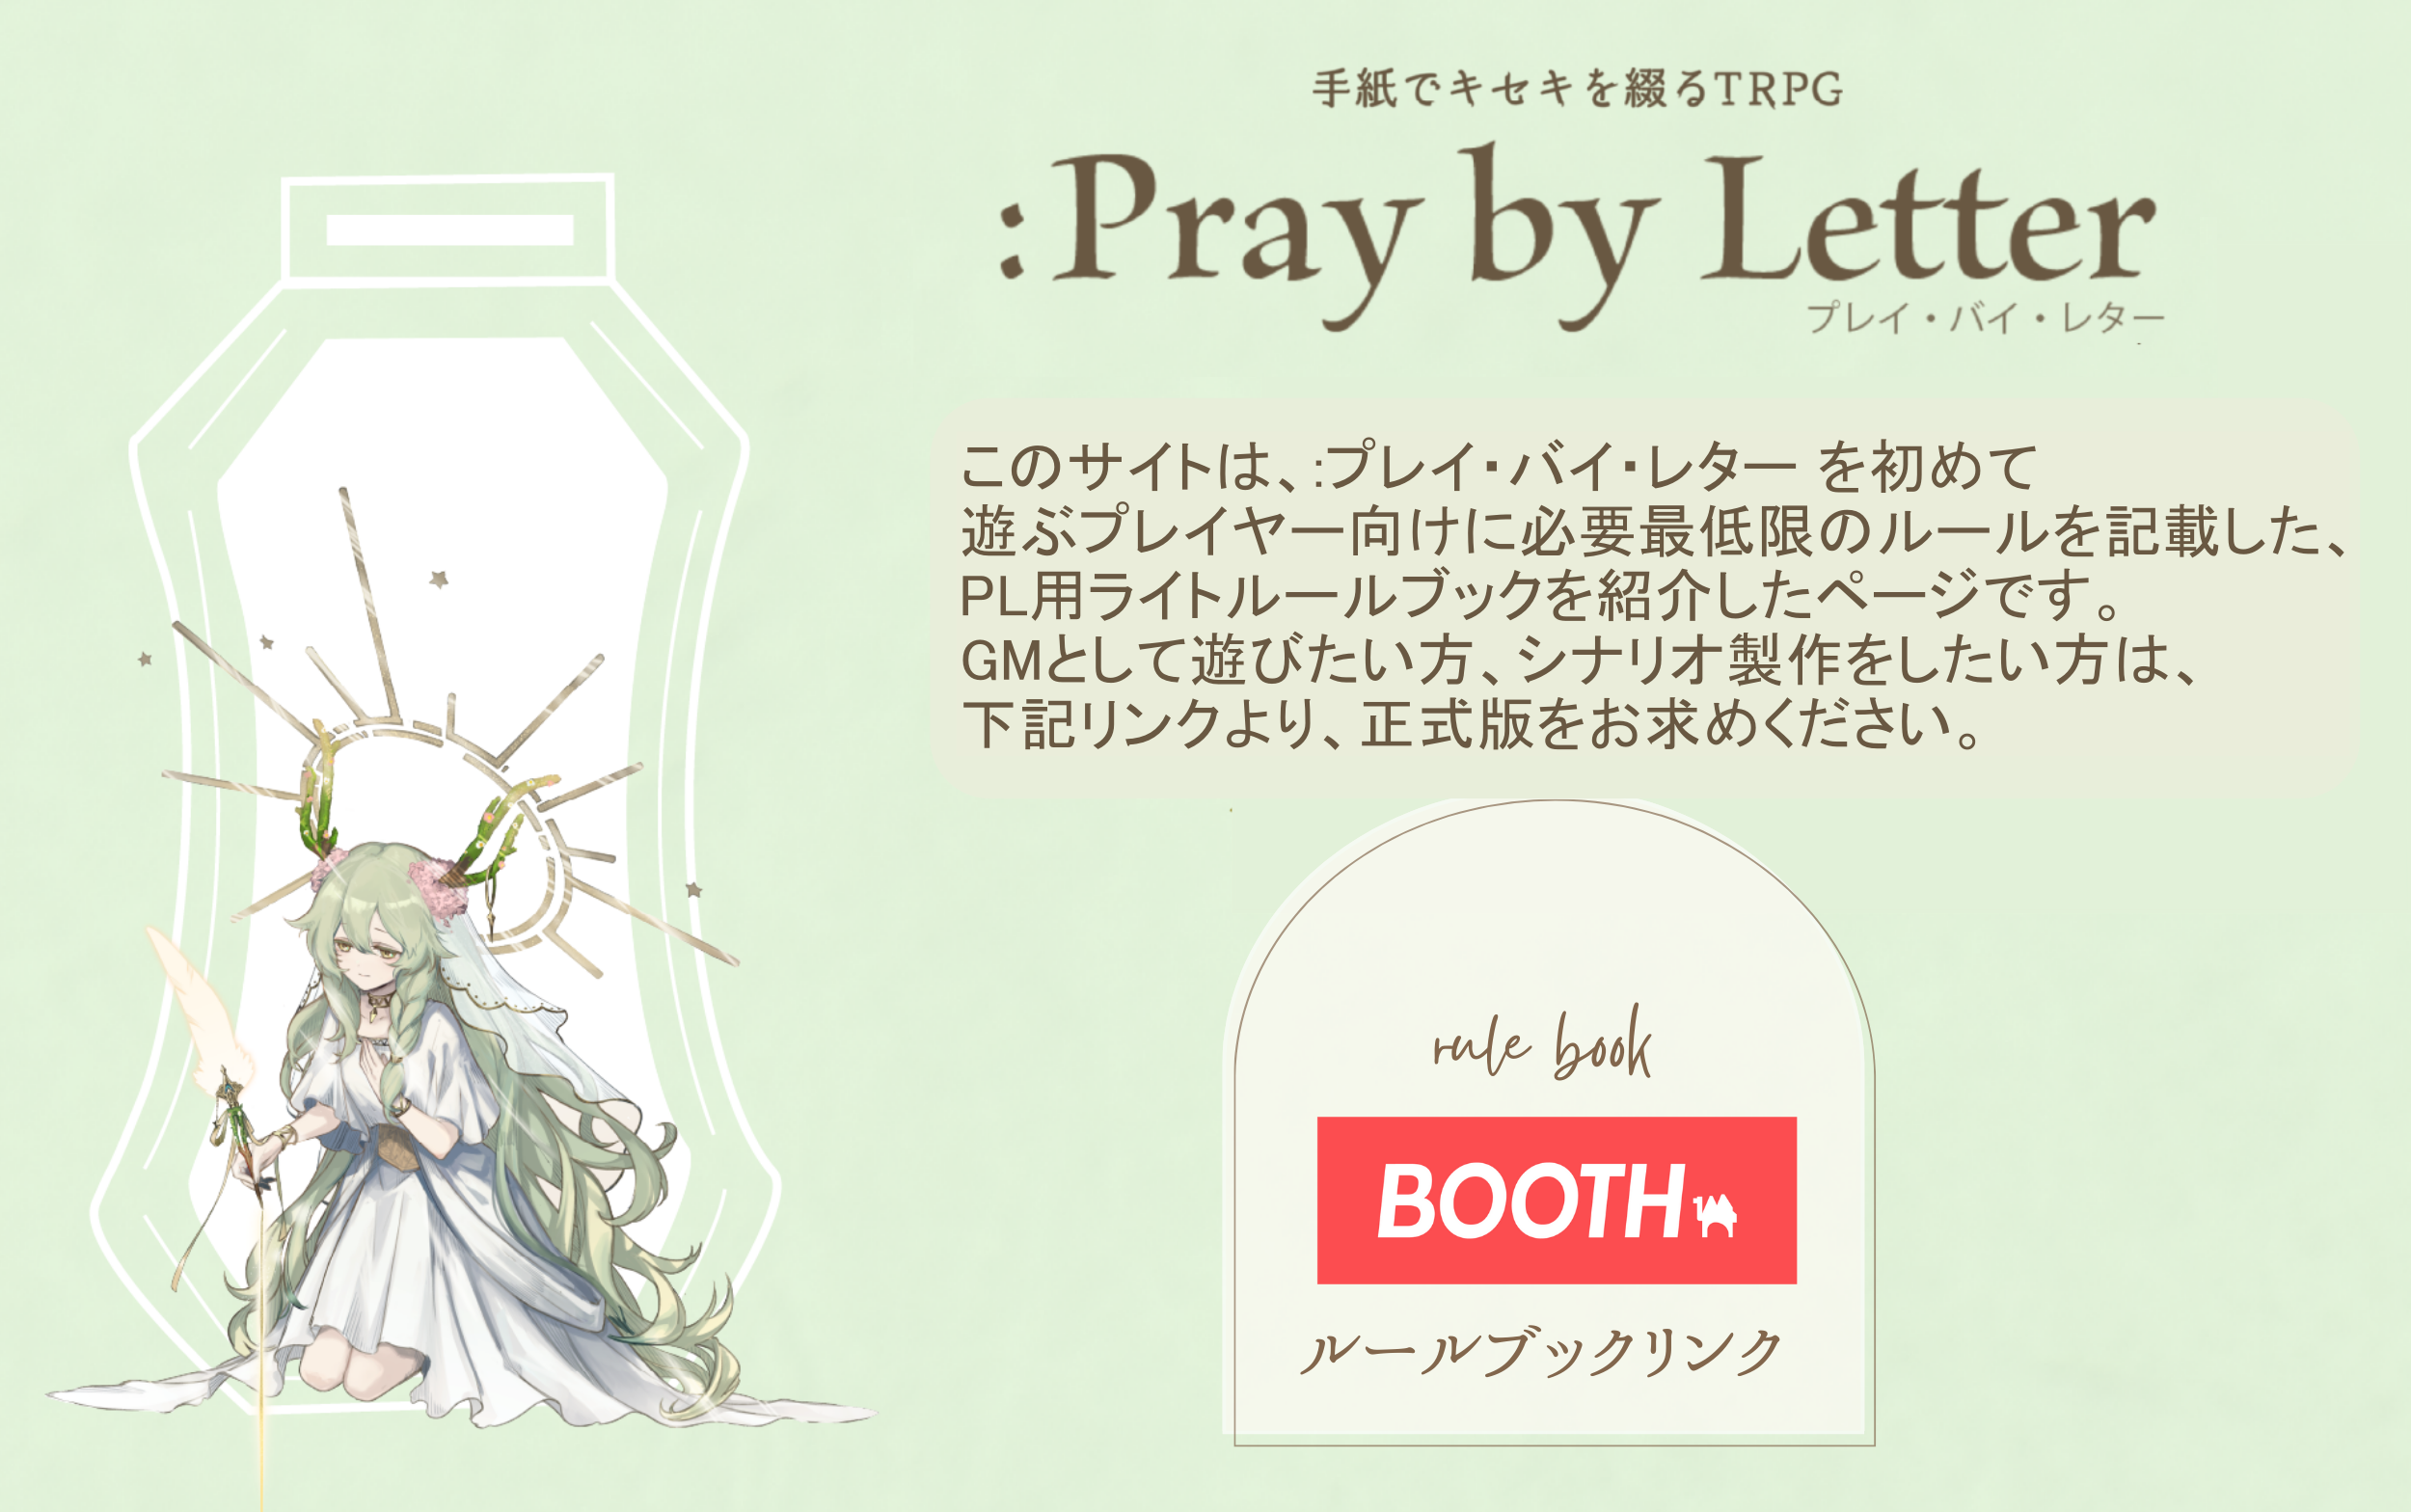 手紙でキセキを綴るTRPG
:Pray by Letter
プレイ・バイ・レター
このサイトは、:プレイ・バイ・レター を初めて
遊ぶプレイヤー向けに必要最低限のルールを記載した、
PL用ライトルールブックを紹介したページです。
GMとして遊びたい方、シナリオ製作をしたい方は、
下記リンクより、正式版をお求めください。
rule book
BOOTH
ルールブックリンク